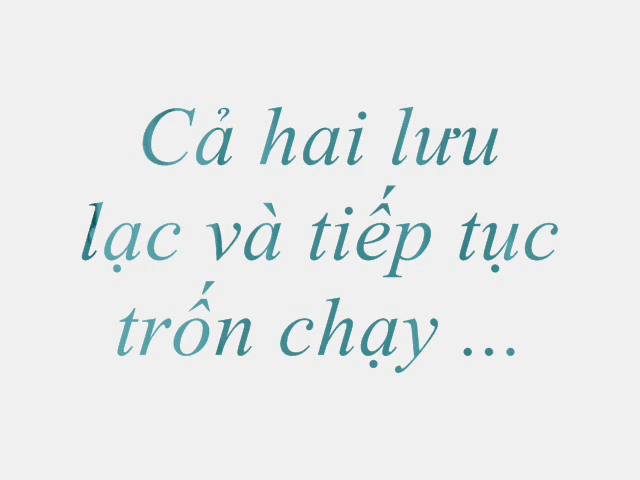 Cả hai lưu
lạc và tiếp tục
trốn chạy ...